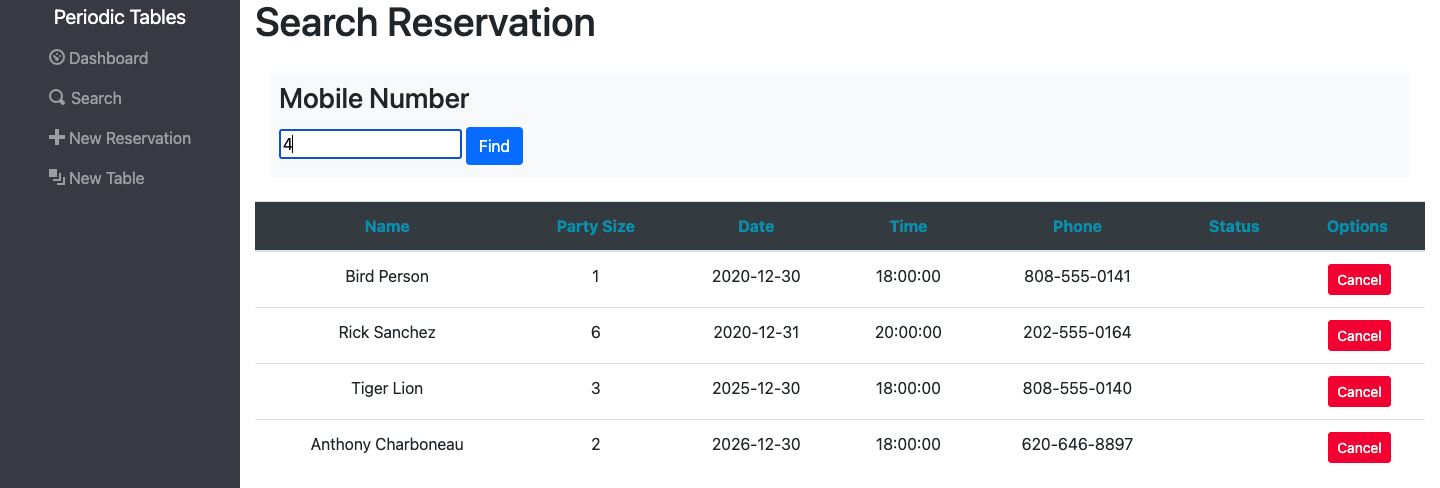 Periodic Tables
Dashboard
Search
New Reservation
New Table
Search Reservation
Mobile Number
4
Find
Name Party Size Date Time Phone Status Options
Bird Person 1 2020-12-30 18:00:00 808-555-0141 Cancel
Rick Sanchez 6 2020-12-31 20:00:00 202-555-0164 Cancel
Tiger Lion 3 2025-12-30 18:00:00 808-555-0140 Cancel
Anthony Charboneau 2 2026-12-30 18:00:00 620-646-8897 Cancel